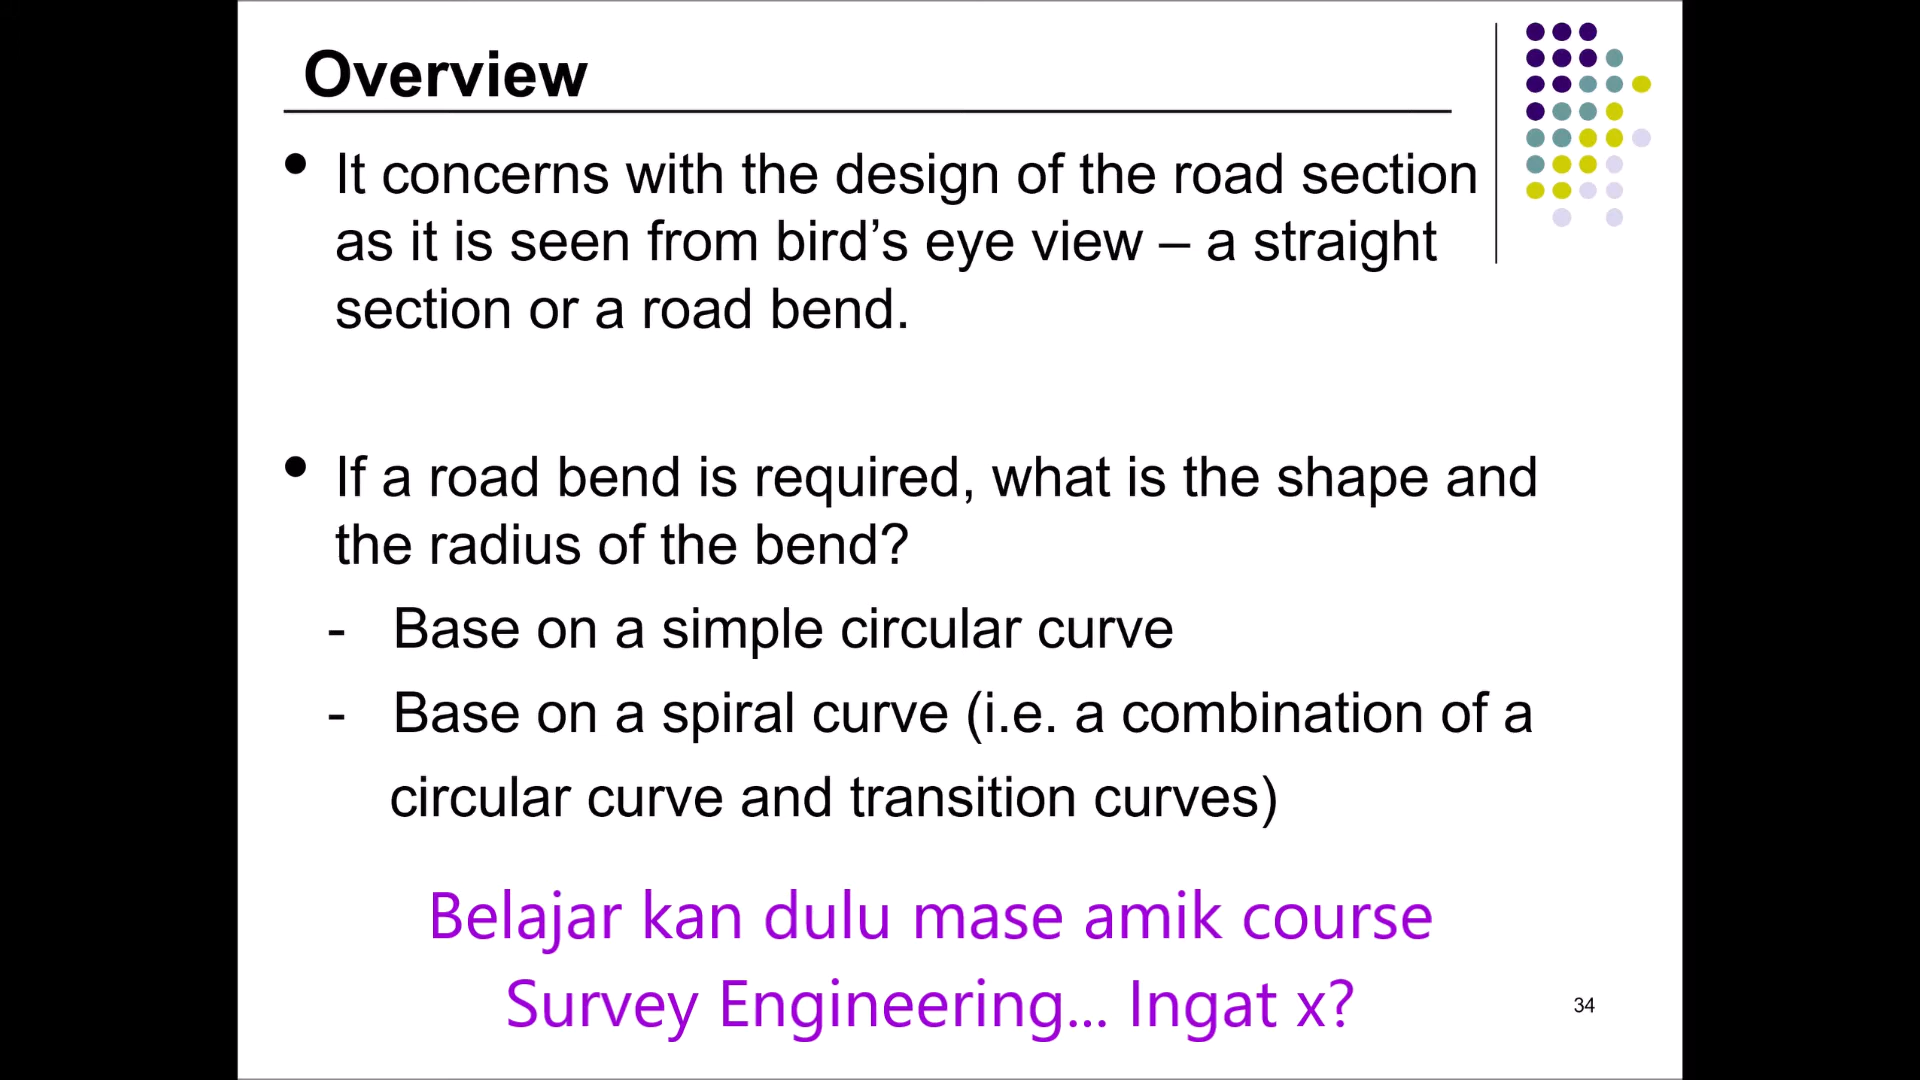 Overview
• It concerns with the design of the road section
as it is seen from bird’s eye view – a straight
section or a road bend.
• If a road bend is required, what is the shape and
the radius of the bend?
- Base on a simple circular curve
- Base on a spiral curve (i.e. a combination of a
circular curve and transition curves)
Belajar kan dulu mase amik course
Survey Engineering... Ingat x?
34